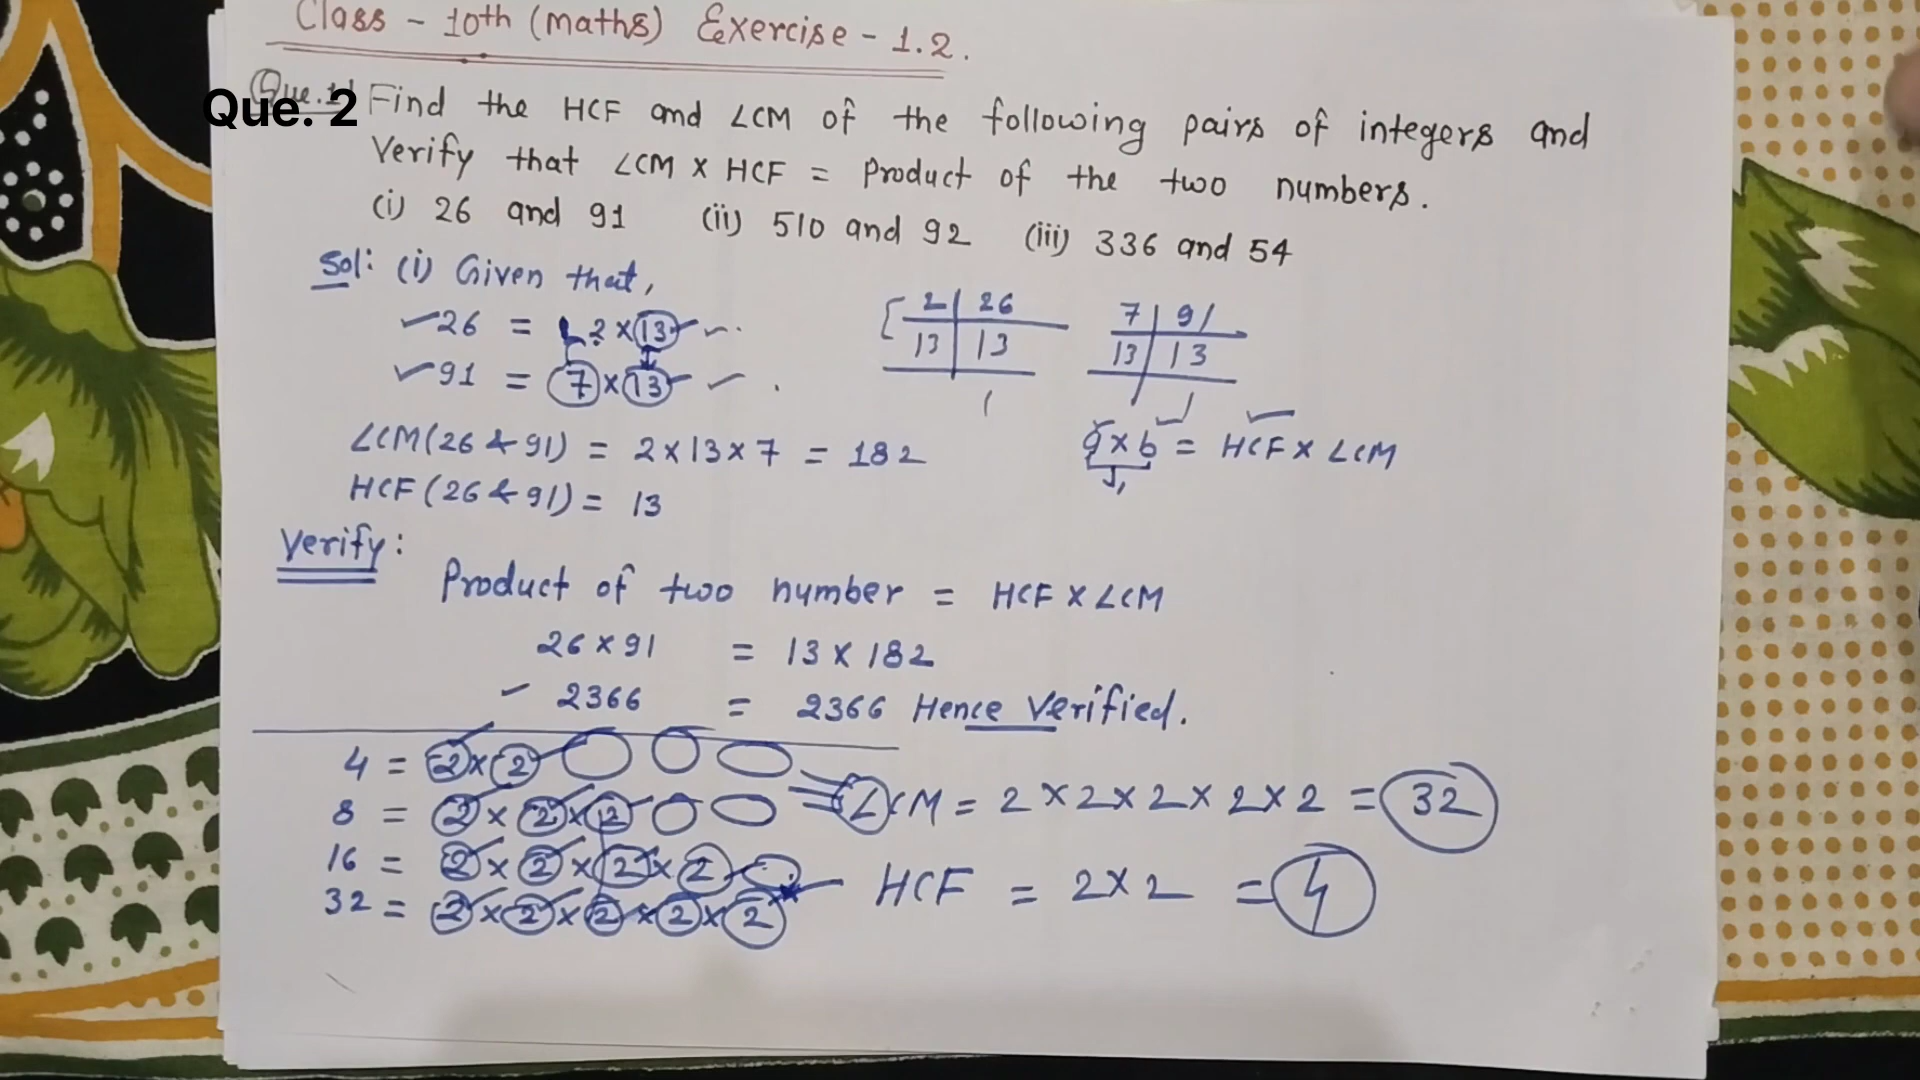 Class - 10th (maths) Exercise - 1.2.
Que. 2 Find the HCF and LCM of the following pairs of integers and
Verify that LCM X HCF = Product of the two numbers.
(i) 26 and 91 (ii) 510 and 92 (iii) 336 and 54
Sol: (i) Given that,
26 = 2 × 13
91 = 7 × 13
2 | 26
13 | 13
1
7 | 91
13 | 13
1
LCM (26 & 91) = 2 × 13 × 7 = 182
HCF (26 & 91) = 13
a × b = HCF × LCM
Verify:
Product of two number = HCF X LCM
26 × 91 = 13 X 182
2366 = 2366 Hence Verified.
4 = 2 × 2
8 = 2 × 2 × 2
16 = 2 × 2 × 2 × 2
32 = 2 × 2 × 2 × 2 × 2
LCM = 2 × 2 × 2 × 2 × 2 = 32
HCF = 2 × 2 = 4